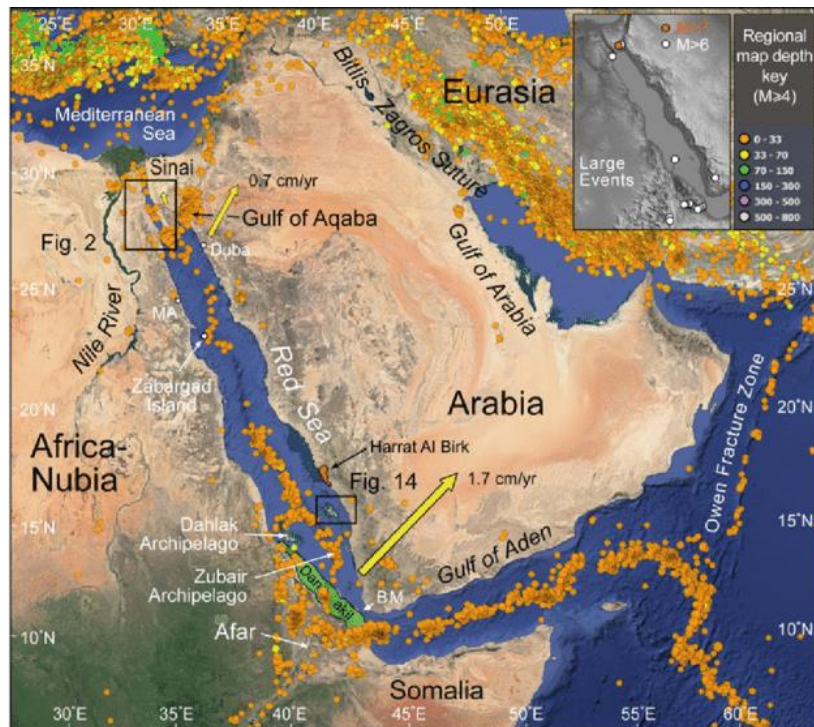 25°E
30°E
35°E
40°E
45°E
50°E
35°N
30°N
25°N
20°N
15°N
10°N
Mediterranean
Sea
Bitlis - Zagros Suture
Eurasia
M>6
Large
Events
Regional
map depth
key
(M≥4)
0 - 33
33 - 70
70 - 150
150 - 300
300 - 500
500 - 800
Sinai
0.7 cm/yr
Gulf of Aqaba
Fig. 2
Duba
Nile River
MA
Zabargad
Island
Red Sea
Gulf of Arabia
Arabia
Africa-
Nubia
Harrat Al Birk
Fig. 14
1.7 cm/yr
Owen Fracture Zone
Dahlak
Archipelago
Zubair
Archipelago
Danakil
BM
Gulf of Aden
Afar
Somalia
35°N
30°N
25°N
20°N
15°N
10°N
30°E
35°E
40°E
45°E
50°E
55°E
60°E